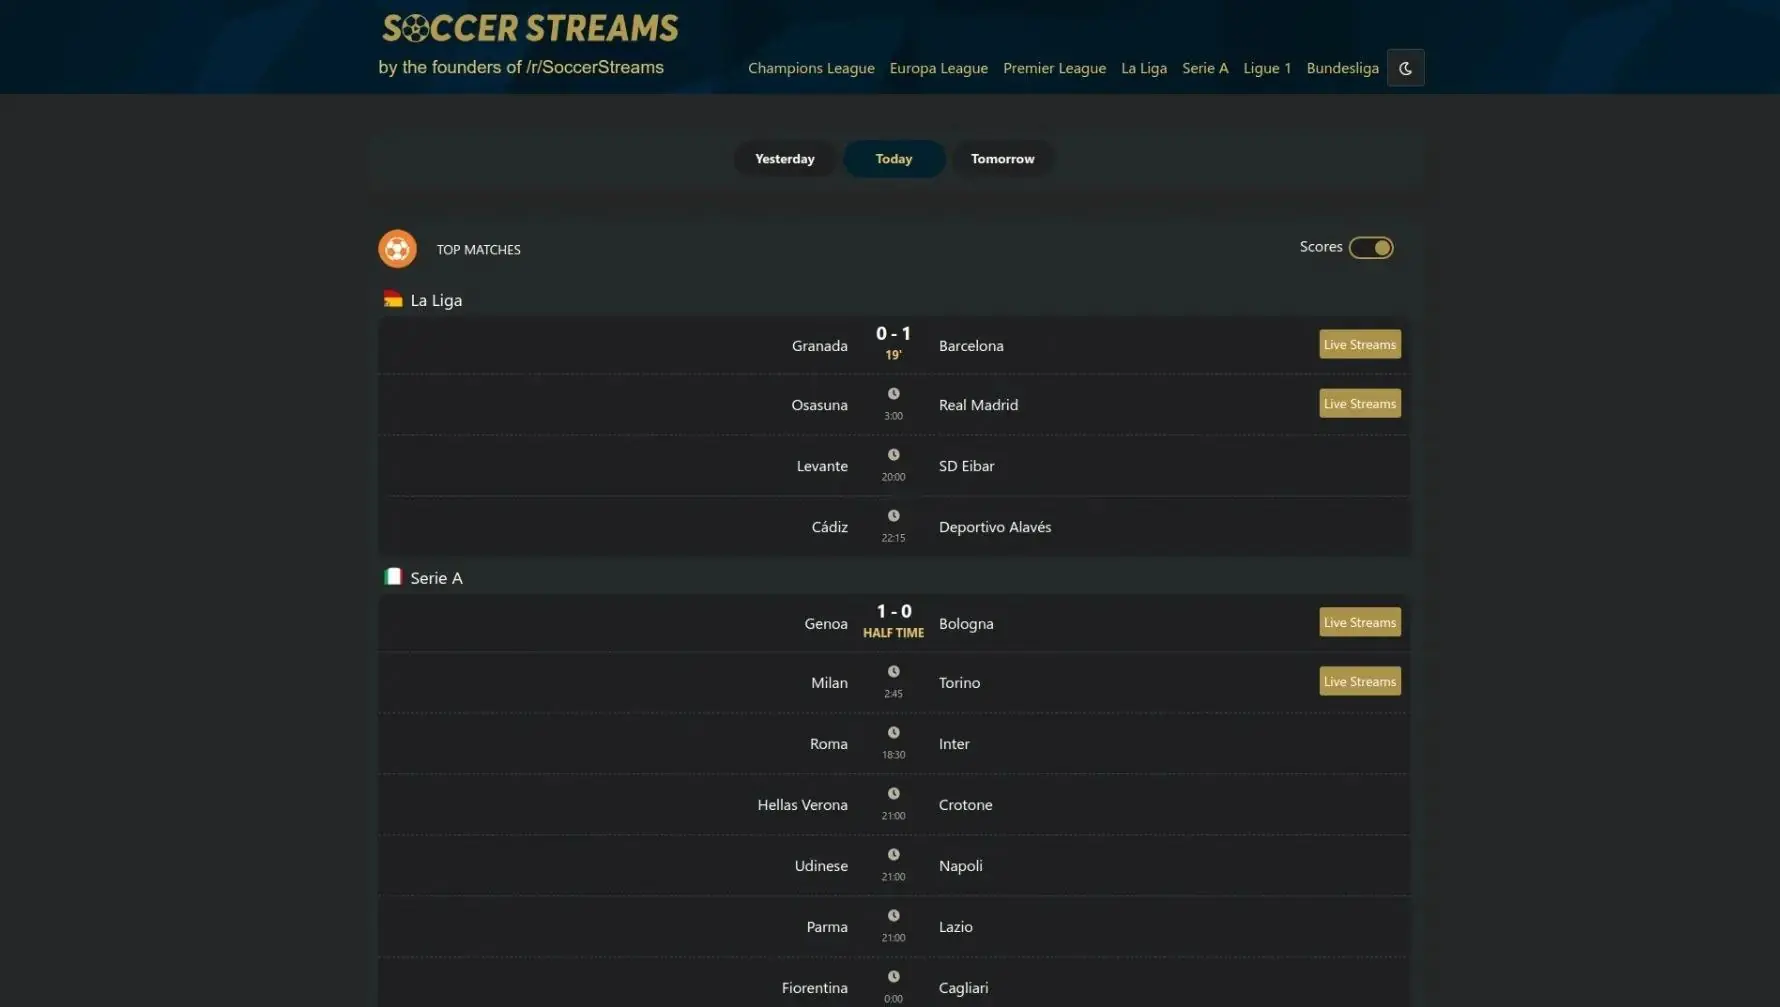 SOCCER STREAMS
by the founders of /r/SoccerStreams
Champions League Europa League Premier League La Liga Serie A Ligue 1 Bundesliga
Yesterday Today Tomorrow
TOP MATCHES Scores
La Liga
Granada 0 - 1 Barcelona Live Streams
19'
Osasuna Real Madrid Live Streams
3:00
Levante SD Eibar
20:00
Cádiz Deportivo Alavés
22:15
Serie A
Genoa 1 - 0 Bologna Live Streams
HALF TIME
Milan Torino Live Streams
2:45
Roma Inter
18:30
Hellas Verona Crotone
21:00
Udinese Napoli
21:00
Parma Lazio
21:00
Fiorentina Cagliari
0:00